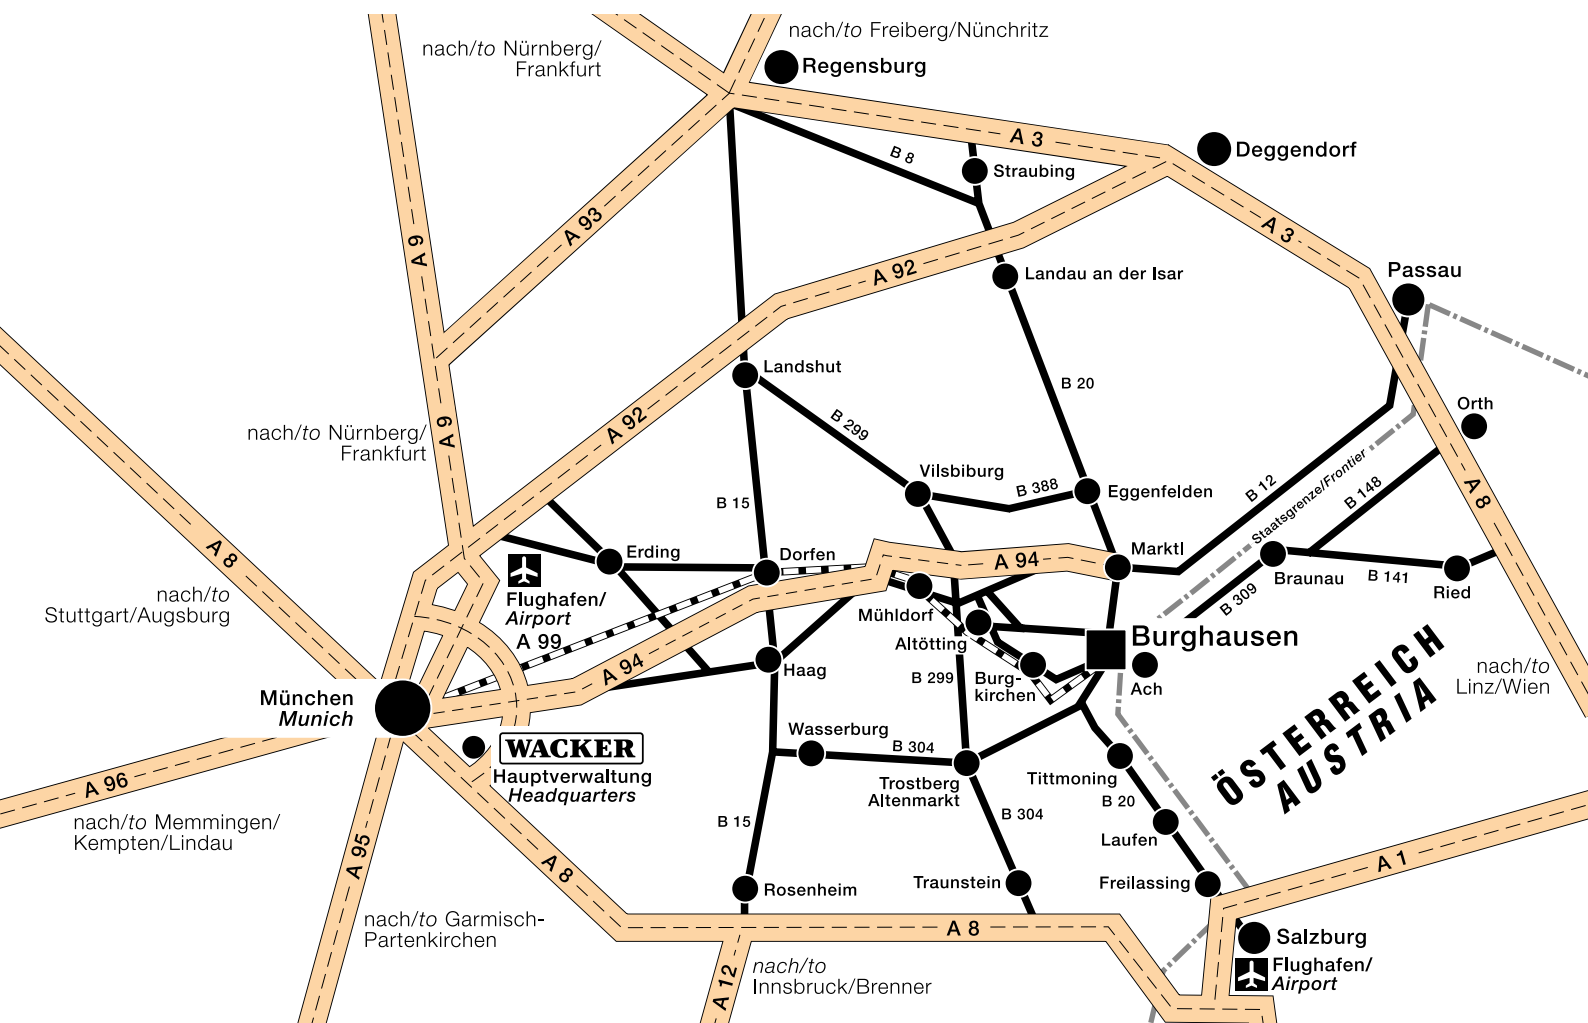 nach/to Freiberg/Nünchritz
nach/to Nürnberg/
Frankfurt
Regensburg
A 3
Deggendorf
B 8
Straubing
A 93
A 9
A 3
A 92
Landau an der Isar
Passau
Landshut
B 20
Orth
B 299
A 92
nach/to Nürnberg/
Frankfurt
A 9
Vilsbiburg
B 388
Eggenfelden
B 12
Staatsgrenze/Frontier
B 148
A 8
B 15
A 8
Erding
Dorfen
A 94
Marktl
Braunau
B 141
Ried
B 309
nach/to
Stuttgart/Augsburg
Flughafen/
Airport
A 99
Mühldorf
Altötting
Burghausen
A 94
Haag
B 299
Burg-
kirchen
Ach
ÖSTERREICH
AUSTRIA
nach/to
Linz/Wien
München
Munich
WACKER
Hauptverwaltung
Headquarters
Wasserburg
B 304
Trostberg
Altenmarkt
Tittmoning
B 20
A 96
nach/to Memmingen/
Kempten/Lindau
B 15
B 304
Laufen
A 95
A 8
A 1
Rosenheim
Traunstein
Freilassing
nach/to Garmisch-
Partenkirchen
A 8
Salzburg
Flughafen/
Airport
A 12
nach/to
Innsbruck/Brenner